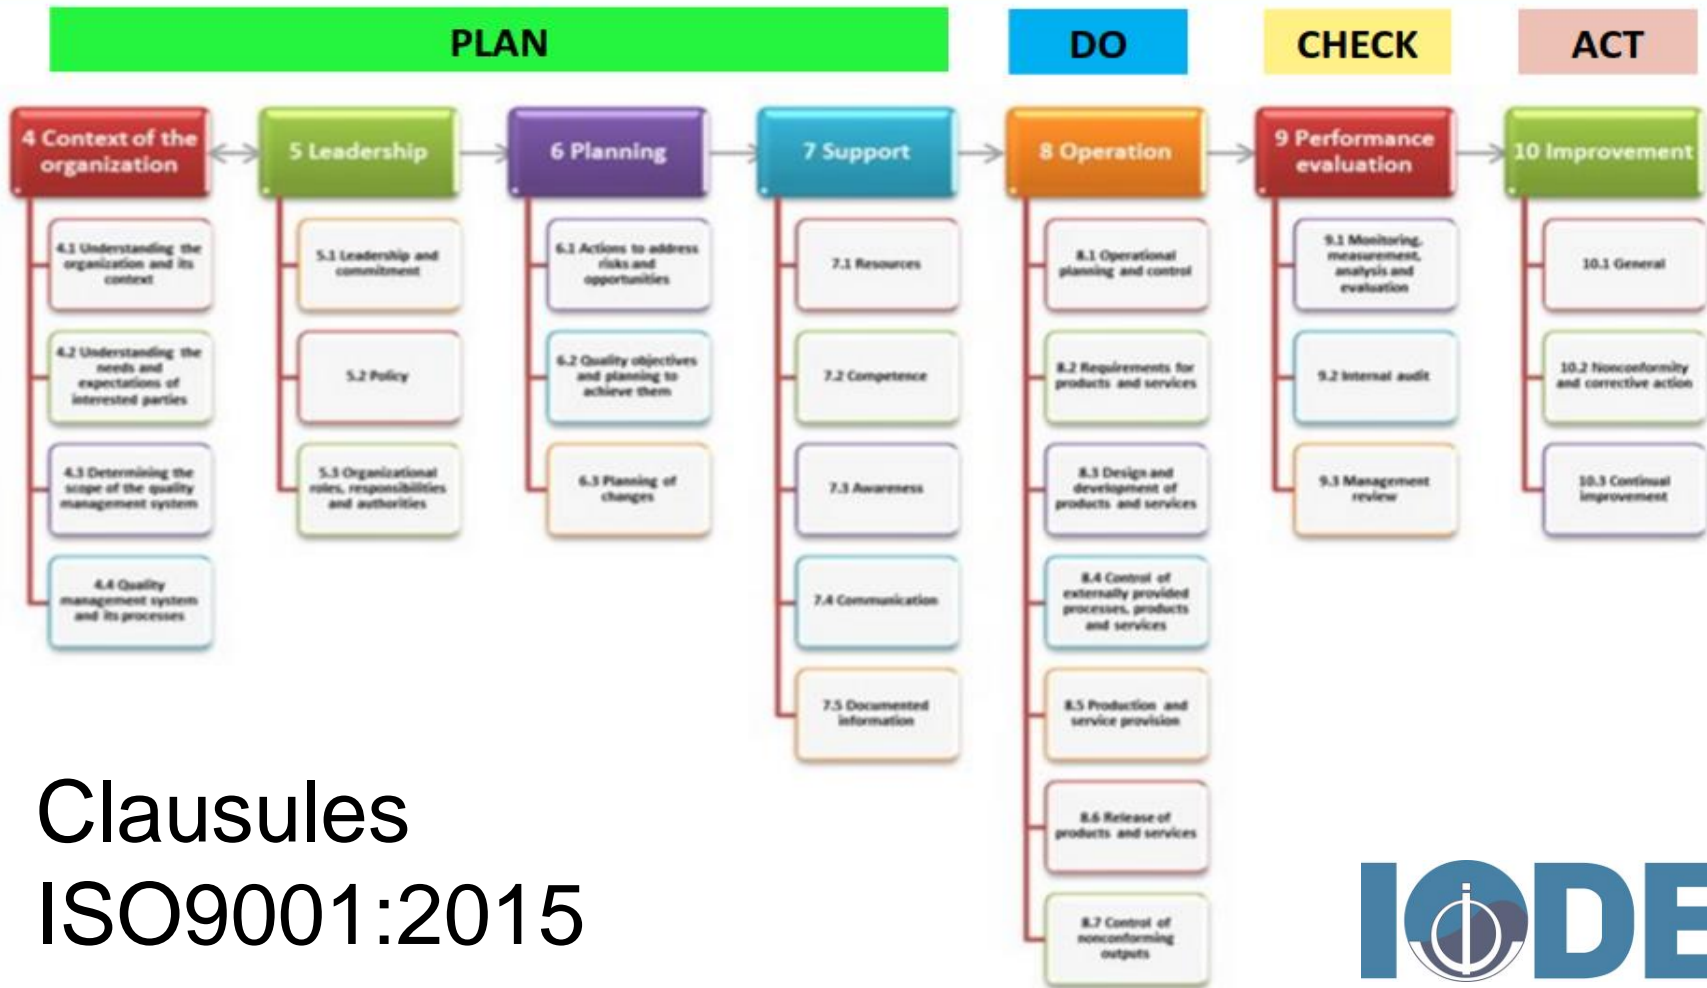 PLAN
DO
CHECK
ACT
4 Context of the
organization
5 Leadership
6 Planning
7 Support
8 Operation
9 Performance
evaluation
10 Improvement
4.1 Understanding the
organization and its
context
4.2 Understanding the
needs and
expectations of
interested parties
4.3 Determining the
scope of the quality
management system
4.4 Quality
management system
and its processes
5.1 Leadership and
commitment
5.2 Policy
5.3 Organizational
roles, responsibilities
and authorities
6.1 Actions to address
risks and
opportunities
6.2 Quality objectives
and planning to
achieve them
6.3 Planning of
changes
7.1 Resources
7.2 Competence
7.3 Awareness
7.4 Communication
7.5 Documented
information
8.1 Operational
planning and control
8.2 Requirements for
products and services
8.3 Design and
development of
products and services
8.4 Control of
externally provided
processes, products
and services
8.5 Production and
service provision
8.6 Release of
products and services
8.7 Control of
nonconforming
outputs
9.1 Monitoring,
measurement,
analysis and
evaluation
9.2 Internal audit
9.3 Management
review
10.1 General
10.2 Nonconformity
and corrective action
10.3 Continual
improvement
Clausules
ISO9001:2015
IODE